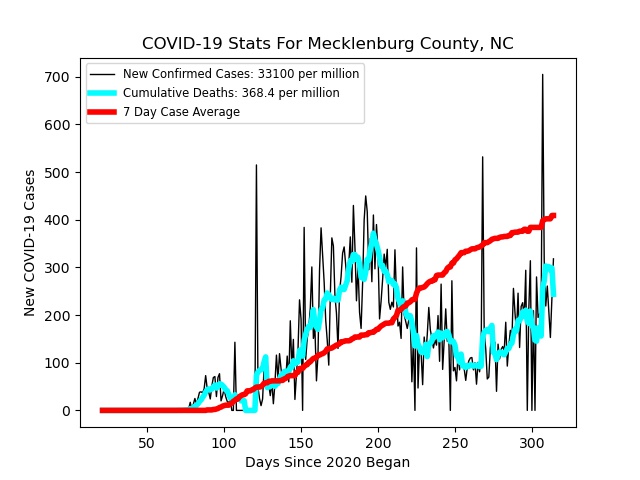 COVID-19 Stats For Mecklenburg County, NC
New Confirmed Cases: 33100 per million
Cumulative Deaths: 368.4 per million
7 Day Case Average
New COVID-19 Cases
700
600
500
400
300
200
100
0
50 100 150 200 250 300
Days Since 2020 Began